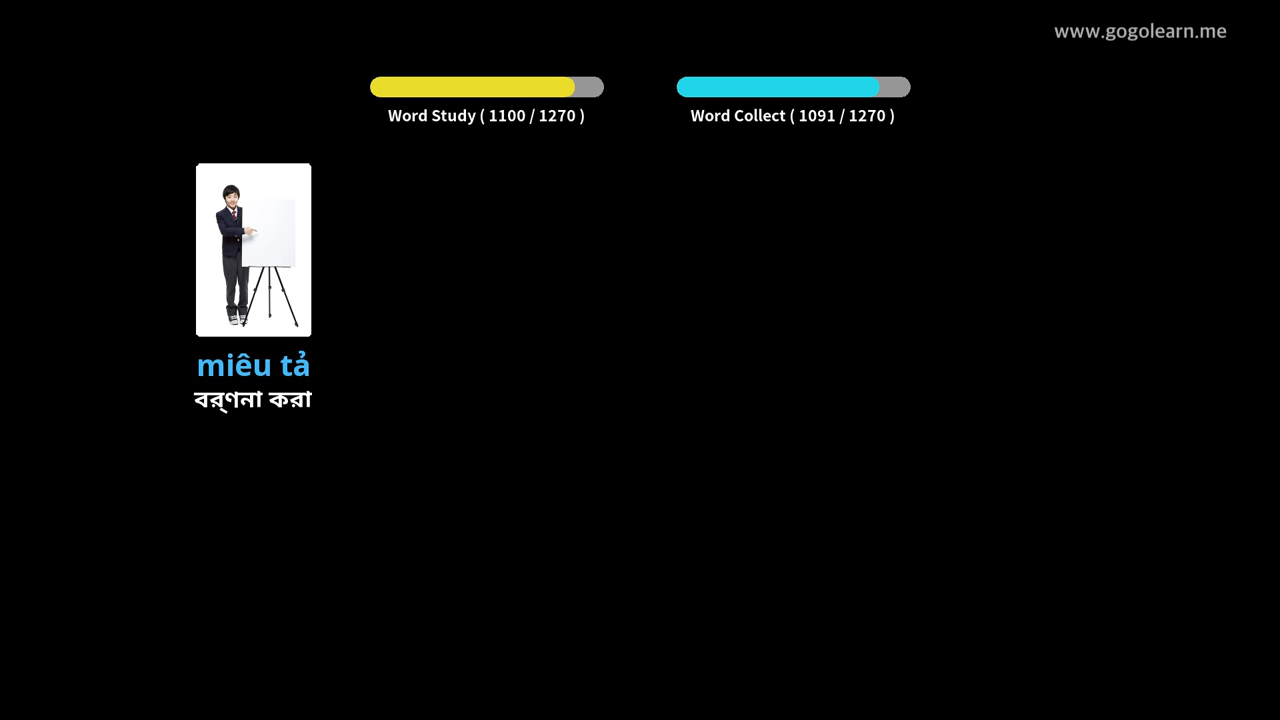 www.gogolearn.me
Word Study ( 1100 / 1270 )
Word Collect ( 1091 / 1270 )
miêu tả
বর্ণনা করা